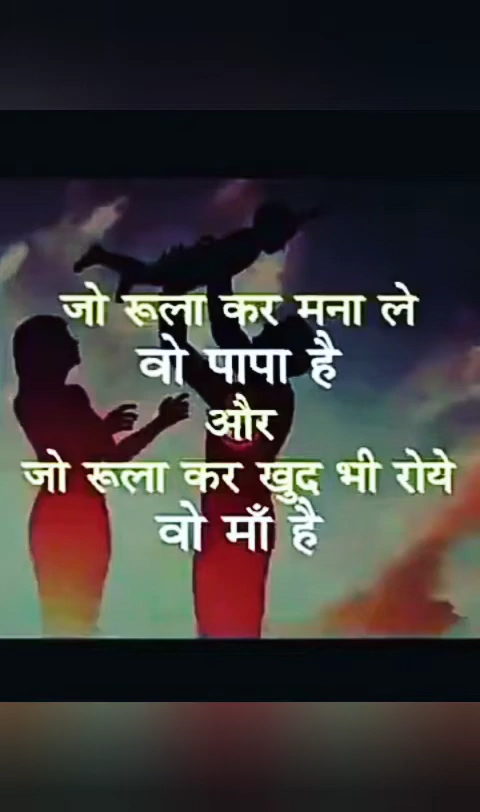 जो रूला कर मना ले
वो पापा है
और
जो रूला कर खुद भी रोये
वो माँ है